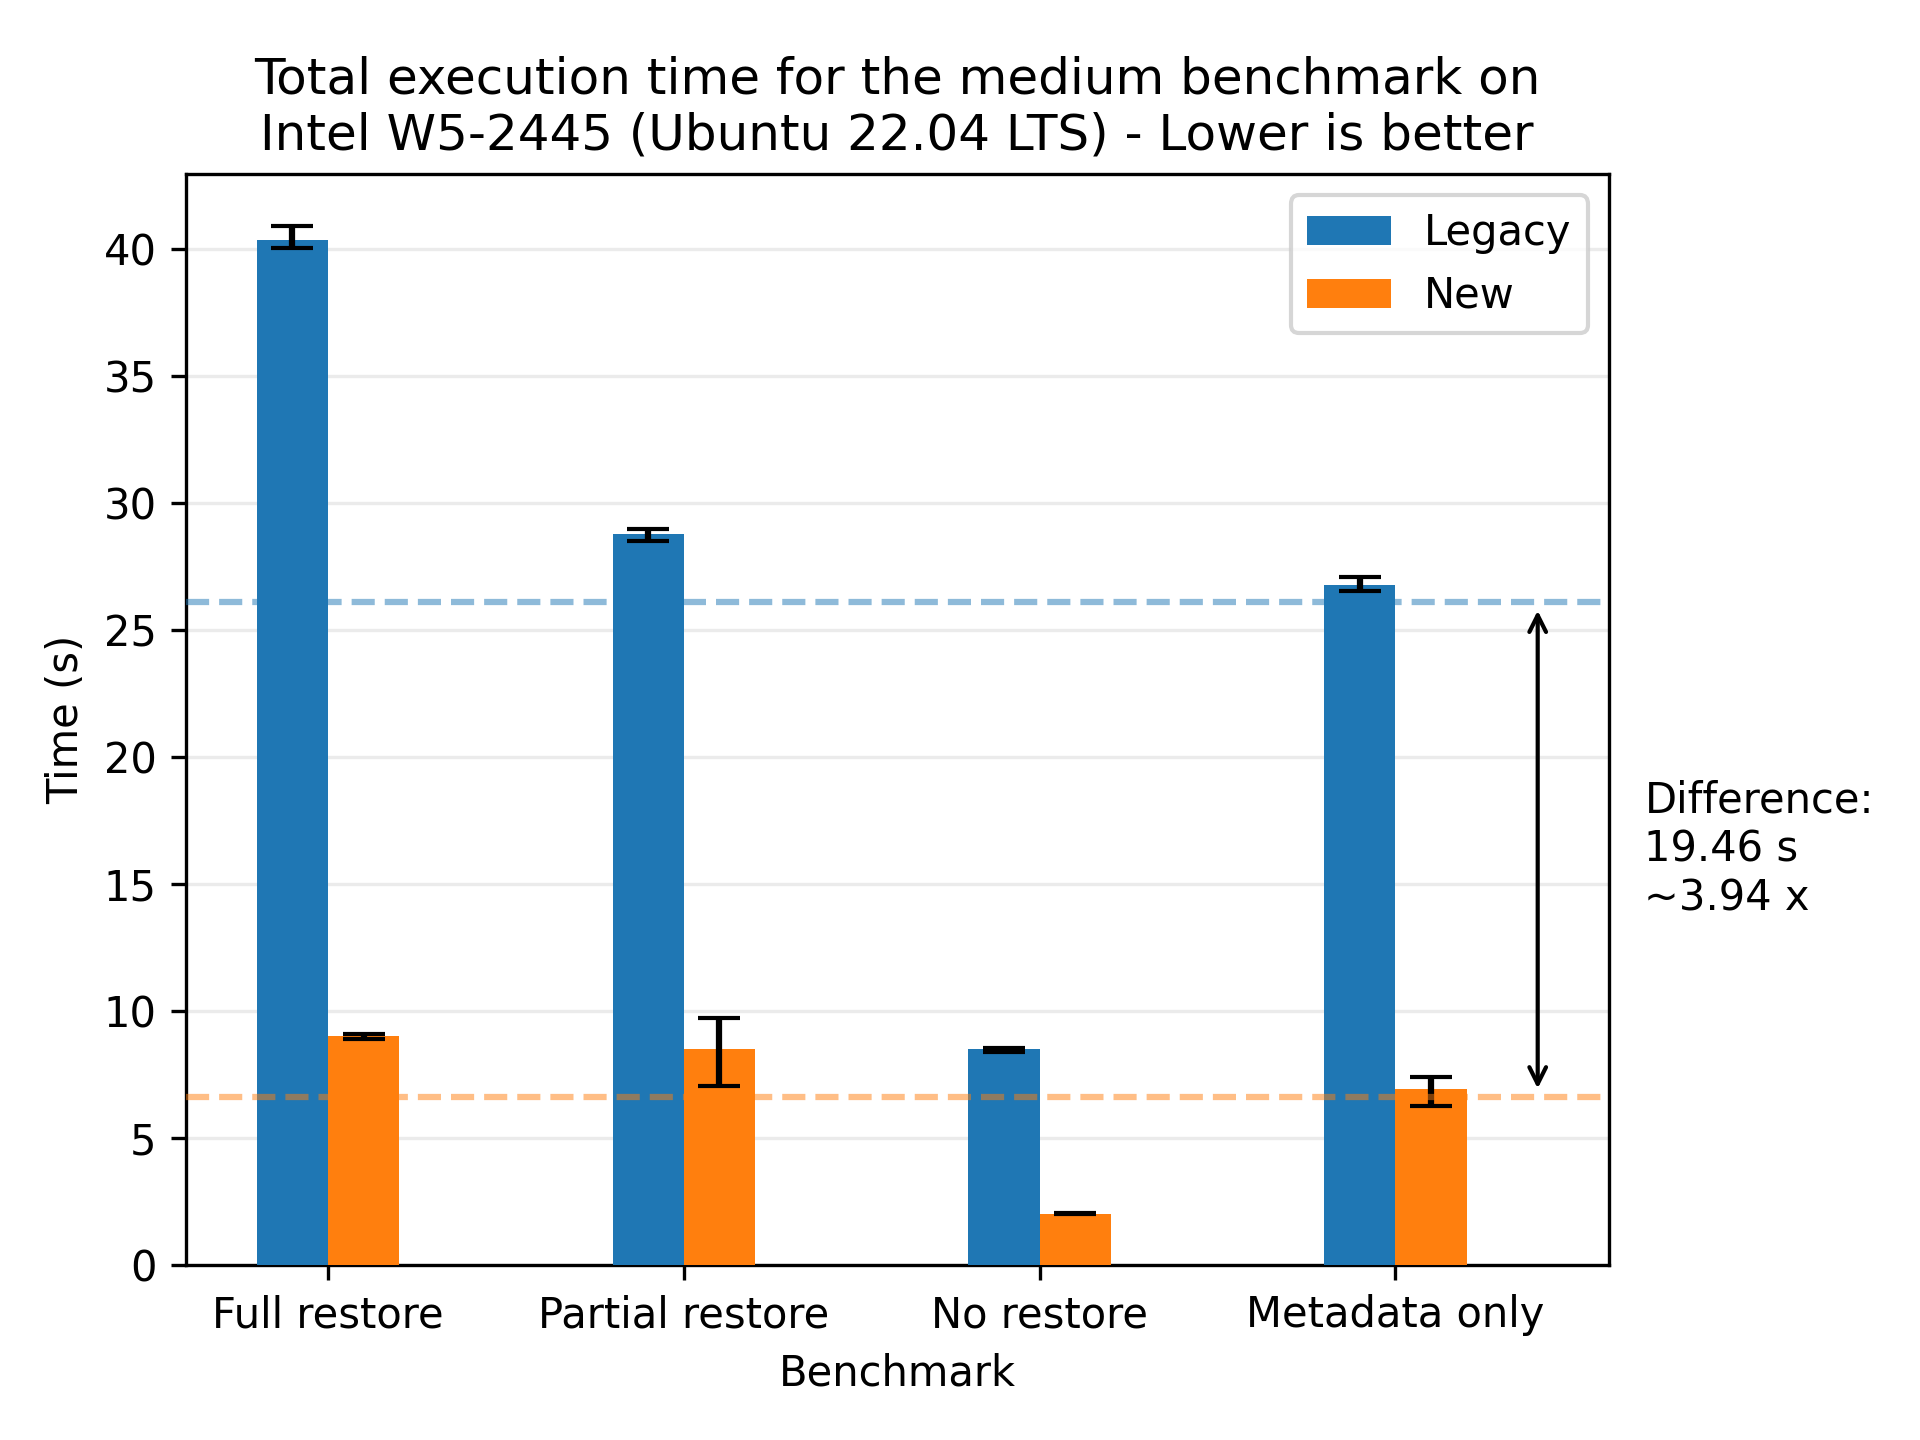 Total execution time for the medium benchmark on
Intel W5-2445 (Ubuntu 22.04 LTS) - Lower is better
Legacy
New
40
35
30
25
20
15
10
5
0
Time (s)
Difference:
19.46 s
~3.94 x
Full restore
Partial restore
No restore
Metadata only
Benchmark